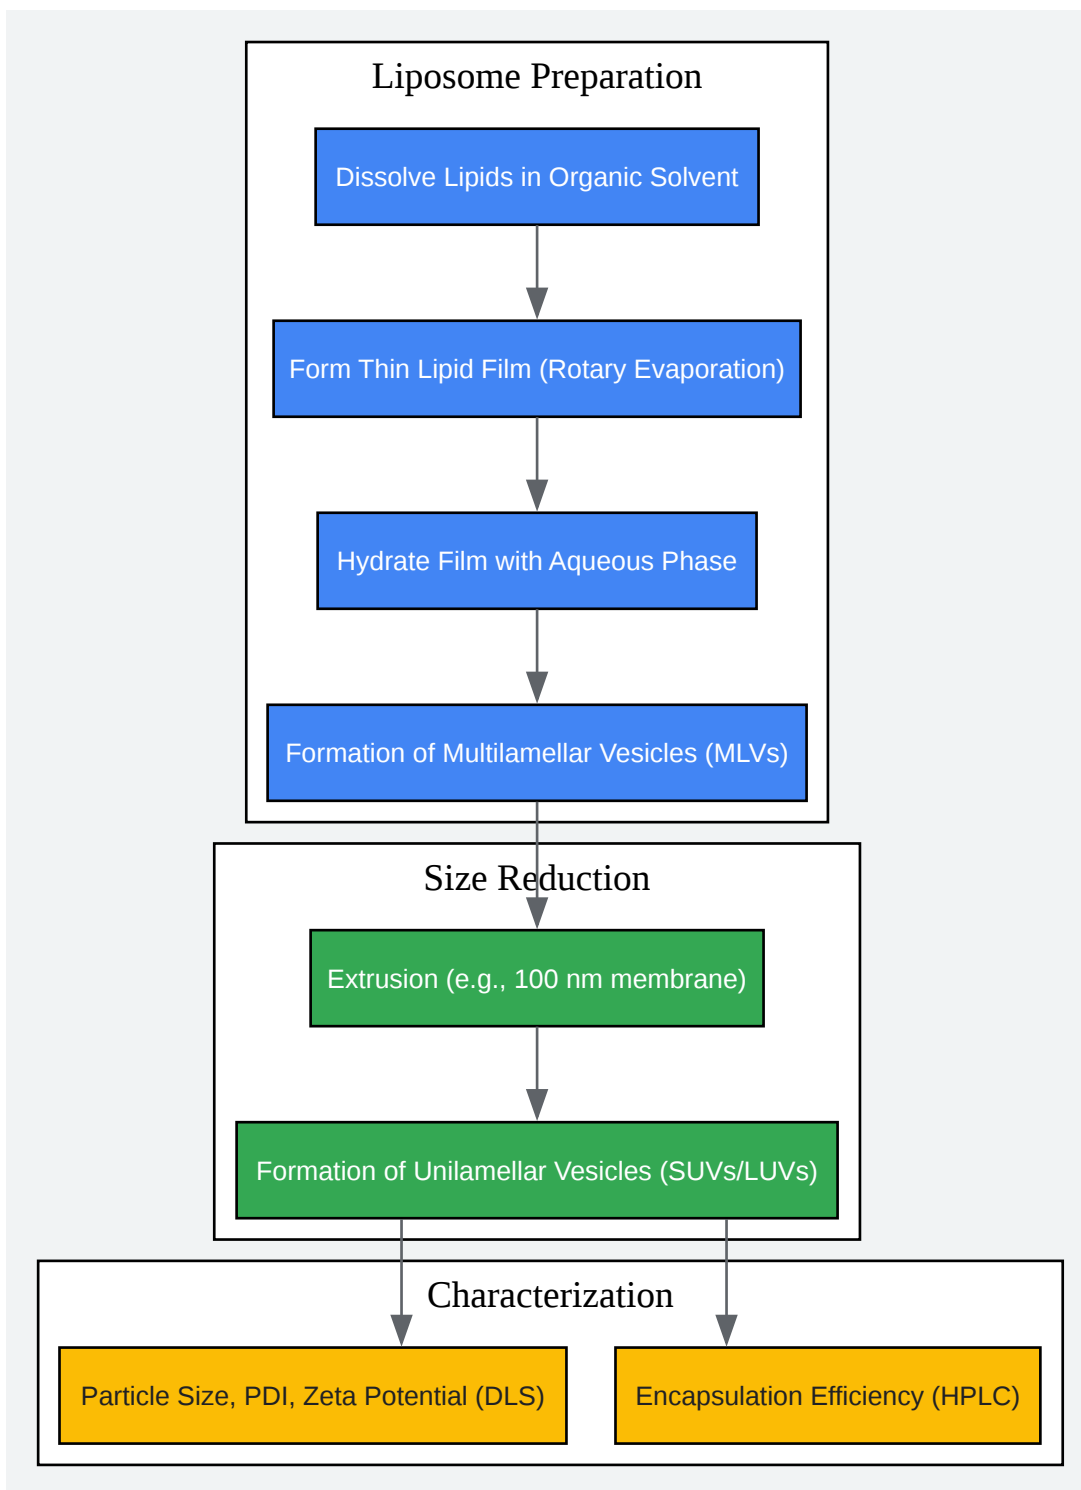 Liposome Preparation
Dissolve Lipids in Organic Solvent
Form Thin Lipid Film (Rotary Evaporation)
Hydrate Film with Aqueous Phase
Formation of Multilamellar Vesicles (MLVs)
Size Reduction
Extrusion (e.g., 100 nm membrane)
Formation of Unilamellar Vesicles (SUVs/LUVs)
Characterization
Particle Size, PDI, Zeta Potential (DLS)
Encapsulation Efficiency (HPLC)